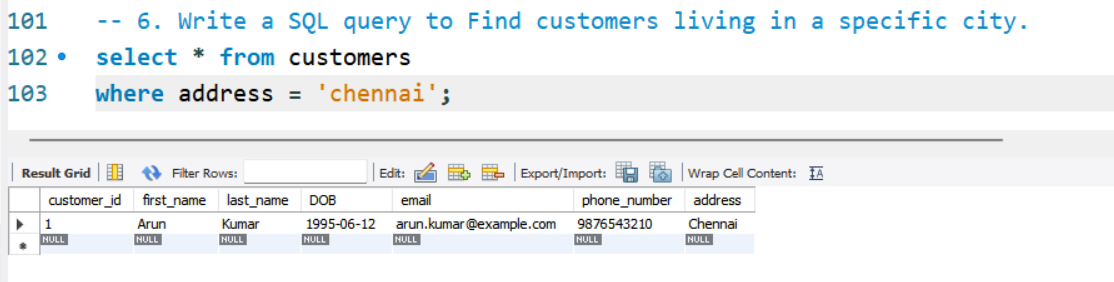 101 -- 6. Write a SQL query to Find customers living in a specific city.
102 select * from customers
103 where address = 'chennai';
Result Grid Filter Rows: Edit: Export/Import: Wrap Cell Content: IA
customer_id first_name last_name DOB email phone_number address
1 Arun Kumar 1995-06-12 arun.kumar@example.com 9876543210 Chennai
NULL NULL NULL NULL NULL NULL NULL